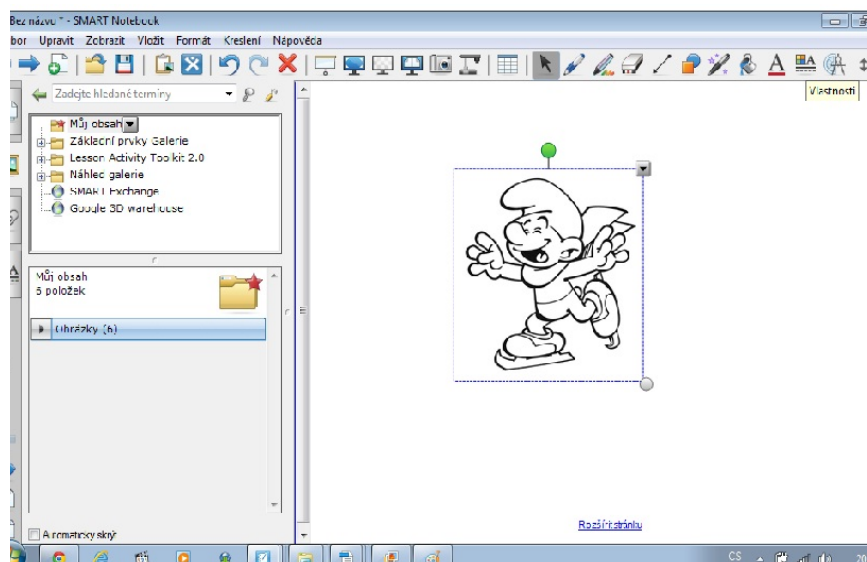 Bez názvu * - SMART Notebook
bor Upravit Zobrazit Vložit Formát Kreslení Nápověda
Zadejte hledané termíny
Vlastnosti
Můj obsah
Základní prvky Galerie
Lesson Activity Toolkit 2.0
Náhled galerie
SMART Exchange
Google 3D warehouse
Můj obsah
6 položek
Obrázky (6)
Rozšířit stránku
Automaticky skrýt
CS
20